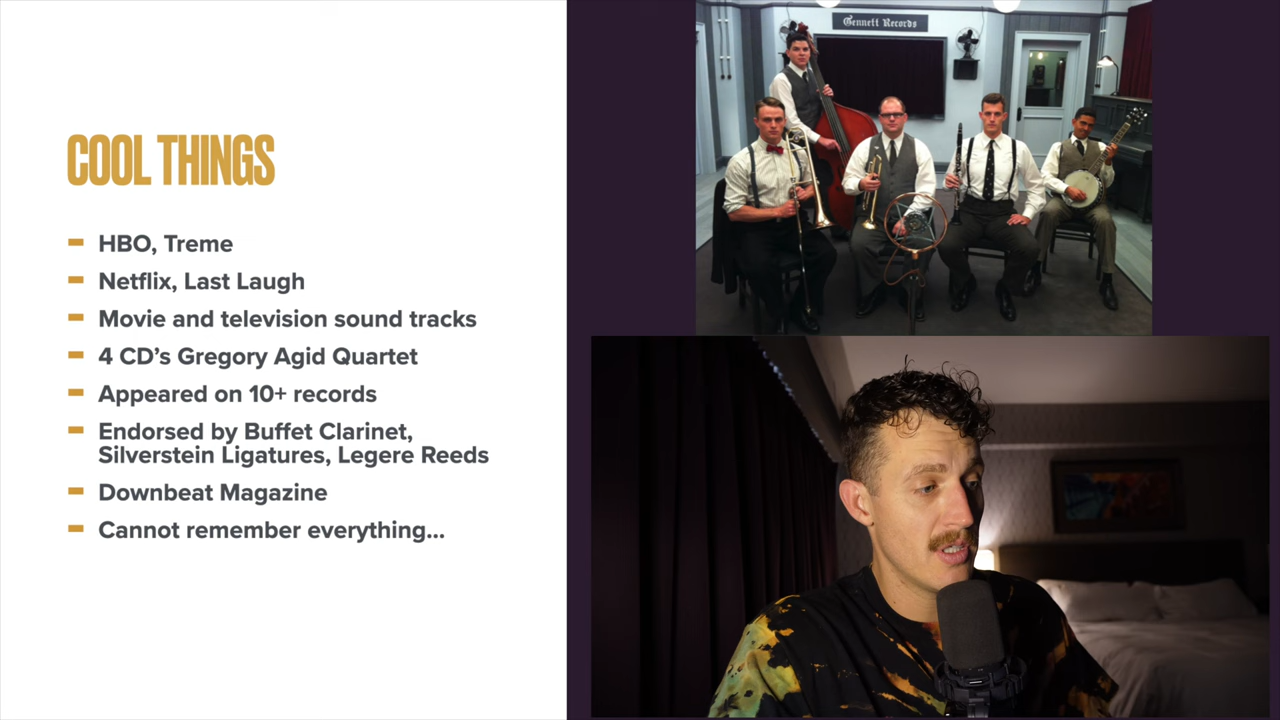 COOL THINGS
HBO, Treme
Netflix, Last Laugh
Movie and television sound tracks
4 CD's Gregory Agid Quartet
Appeared on 10+ records
Endorsed by Buffet Clarinet,
Silverstein Ligatures, Legere Reeds
Downbeat Magazine
Cannot remember everything...
Gennett Records